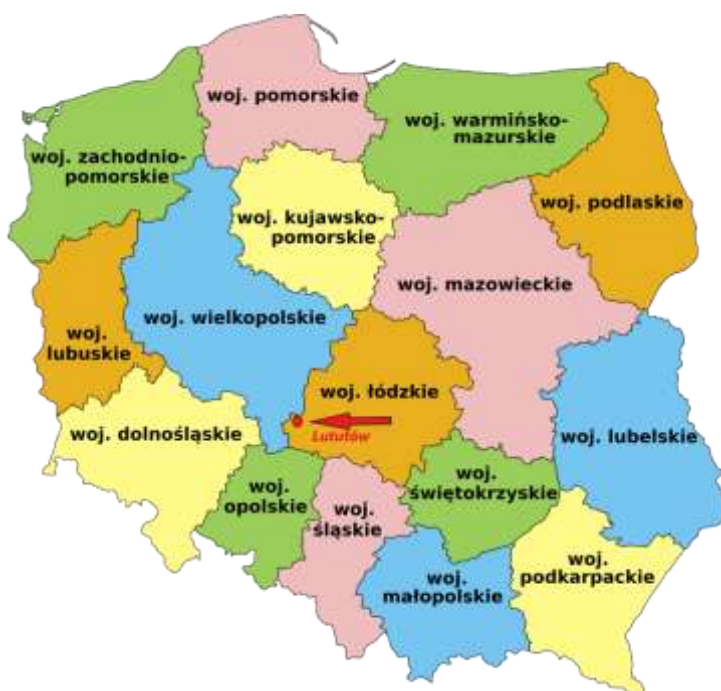 woj. pomorskie
woj. warmińsko-
mazurskie
woj. zachodnio-
pomorskie
woj. podlaskie
woj. kujawsko-
pomorskie
woj. mazowieckie
woj. wielkopolskie
woj.
lubuskie
woj. łódzkie
Lututów
woj. dolnośląskie
woj. lubelskie
woj.
opolskie
woj.
śląskie
woj.
świętokrzyskie
woj.
małopolskie
woj.
podkarpackie